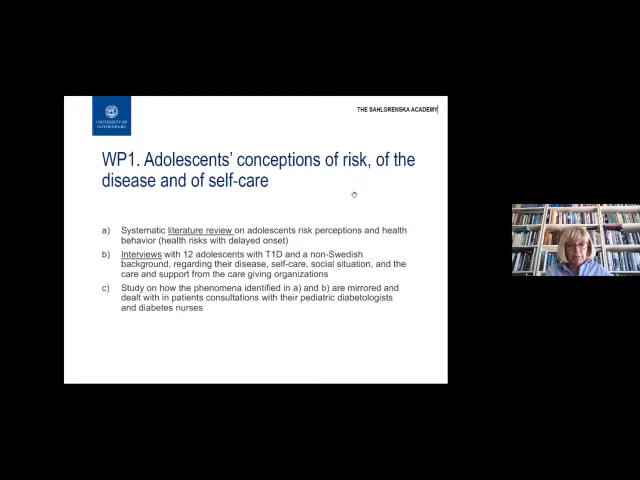 UNIVERSITY OF
GOTHENBURG
THE SAHLGRENSKA ACADEMY
WP1. Adolescents' conceptions of risk, of the
disease and of self-care
a) Systematic literature review on adolescents risk perceptions and health
behavior (health risks with delayed onset)
b) Interviews with 12 adolescents with T1D and a non-Swedish
background, regarding their disease, self-care, social situation, and the
care and support from the care giving organizations
c) Study on how the phenomena identified in a) and b) are mirrored and
dealt with in patients consultations with their pediatric diabetologists
and diabetes nurses